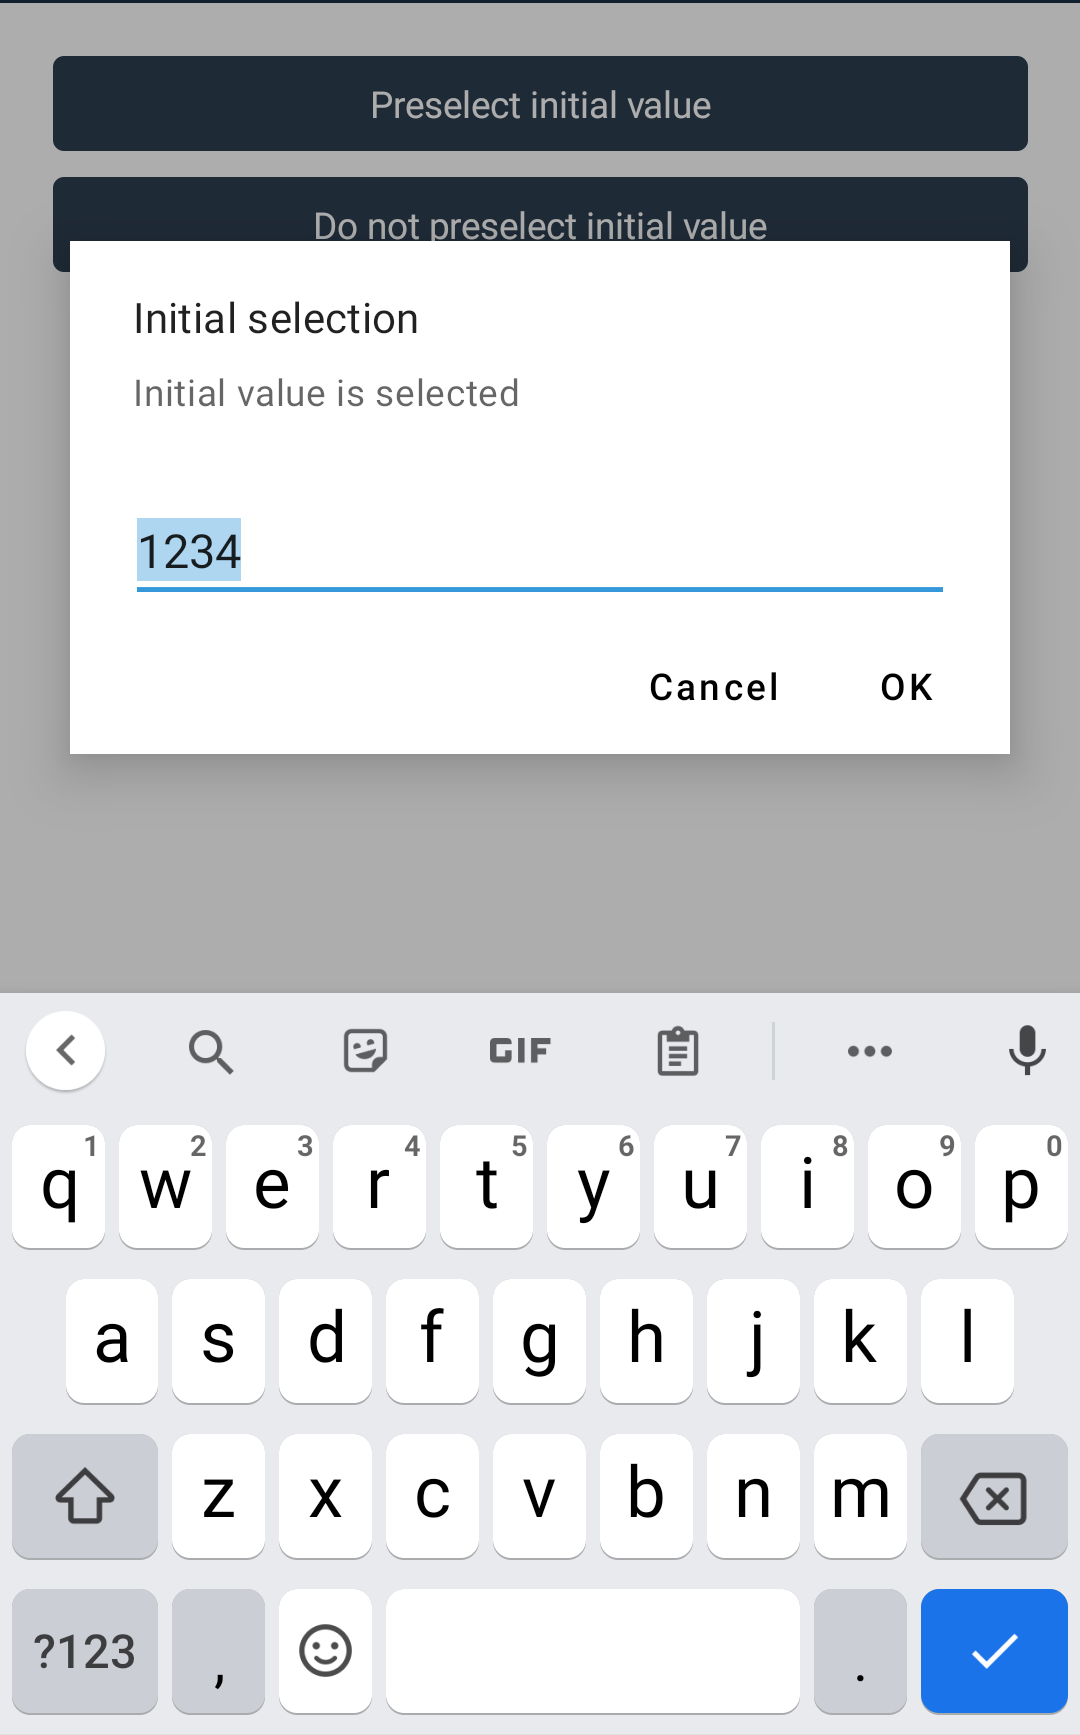 Preselect initial value
Do not preselect initial value
Initial selection
Initial value is selected
1234
Cancel OK
GIF
1 2 3 4 5 6 7 8 9 0
q w e r t y u i o p
a s d f g h j k l
z x c v b n m
?123 , .